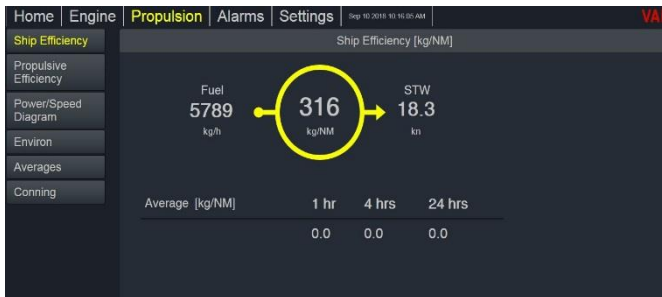 Home Engine Propulsion Alarms Settings Sep 10 2018 10.16.05 AM VA
Ship Efficiency
Ship Efficiency [kg/NM]
Propulsive
Efficiency
Power/Speed
Diagram
Environ
Averages
Conning
Fuel
5789
kg/h
316
kg/NM
STW
18.3
kn
Average [kg/NM] 1 hr 4 hrs 24 hrs
0.0 0.0 0.0